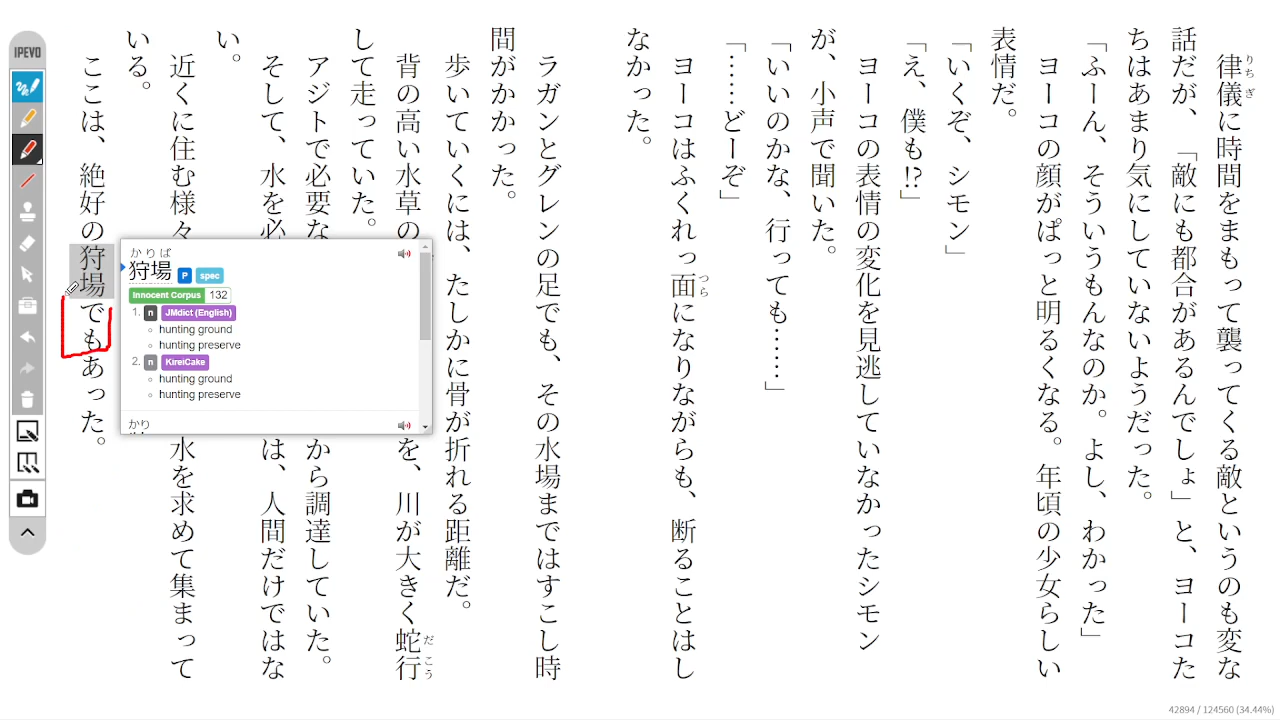 律儀に時間をまもって襲ってくる敵というのも変な
りちぎ
話だが、「敵にも都合があるんでしょ」と、ヨーコた
ちはあまり気にしていないようだった。
「ふーん、そういうもんなのか。よし、わかった」
ヨーコの顔がぱっと明るくなる。年頃の少女らしい
表情だ。
「いくぞ、シモン」
「え、僕も!?」
ヨーコの表情の変化を見逃していなかったシモン
が、小声で聞いた。
「いいのかな、行っても……」
「……どーぞ」
ヨーコはふくれっ面になりながらも、断ることはし
つら
なかった。
ラガンとグレンの足でも、その水場まではすこし時
間がかかった。
歩いていくには、たしかに骨が折れる距離だ。
背の高い水草の
を、川が大きく蛇行
だこう
して走っていた。
アジトで必要な
から調達していた。
そして、水を必
は、人間だけではな
い。
近くに住む様々
水を求めて集まって
いる。
ここは、絶好の狩場でもあった。
IPEVO
かりば
狩場 P spec
Innocent Corpus 132
1. n JMdict (English)
hunting ground
hunting preserve
2. n KireiCake
hunting ground
hunting preserve
かり
42894 / 124560 (34.44%)